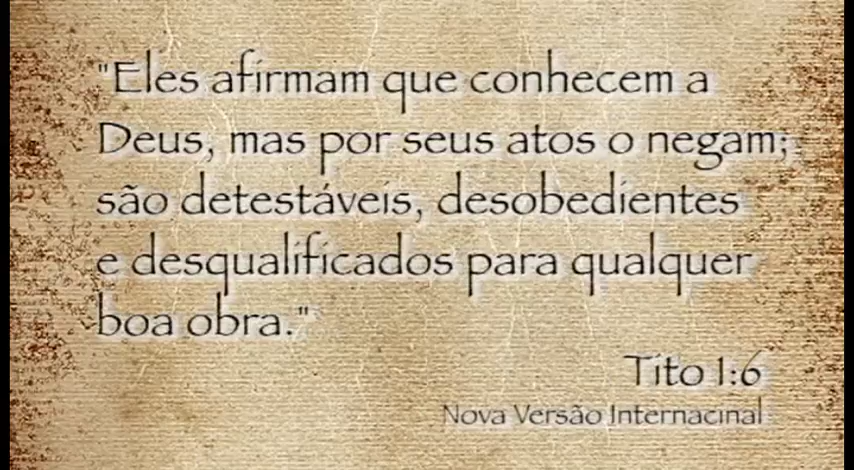 "Eles afirmam que conhecem a
Deus, mas por seus atos o negam;
são detestáveis, desobedientes
e desqualificados para qualquer
boa obra."
Tito 1:6
Nova Versão Internacinal